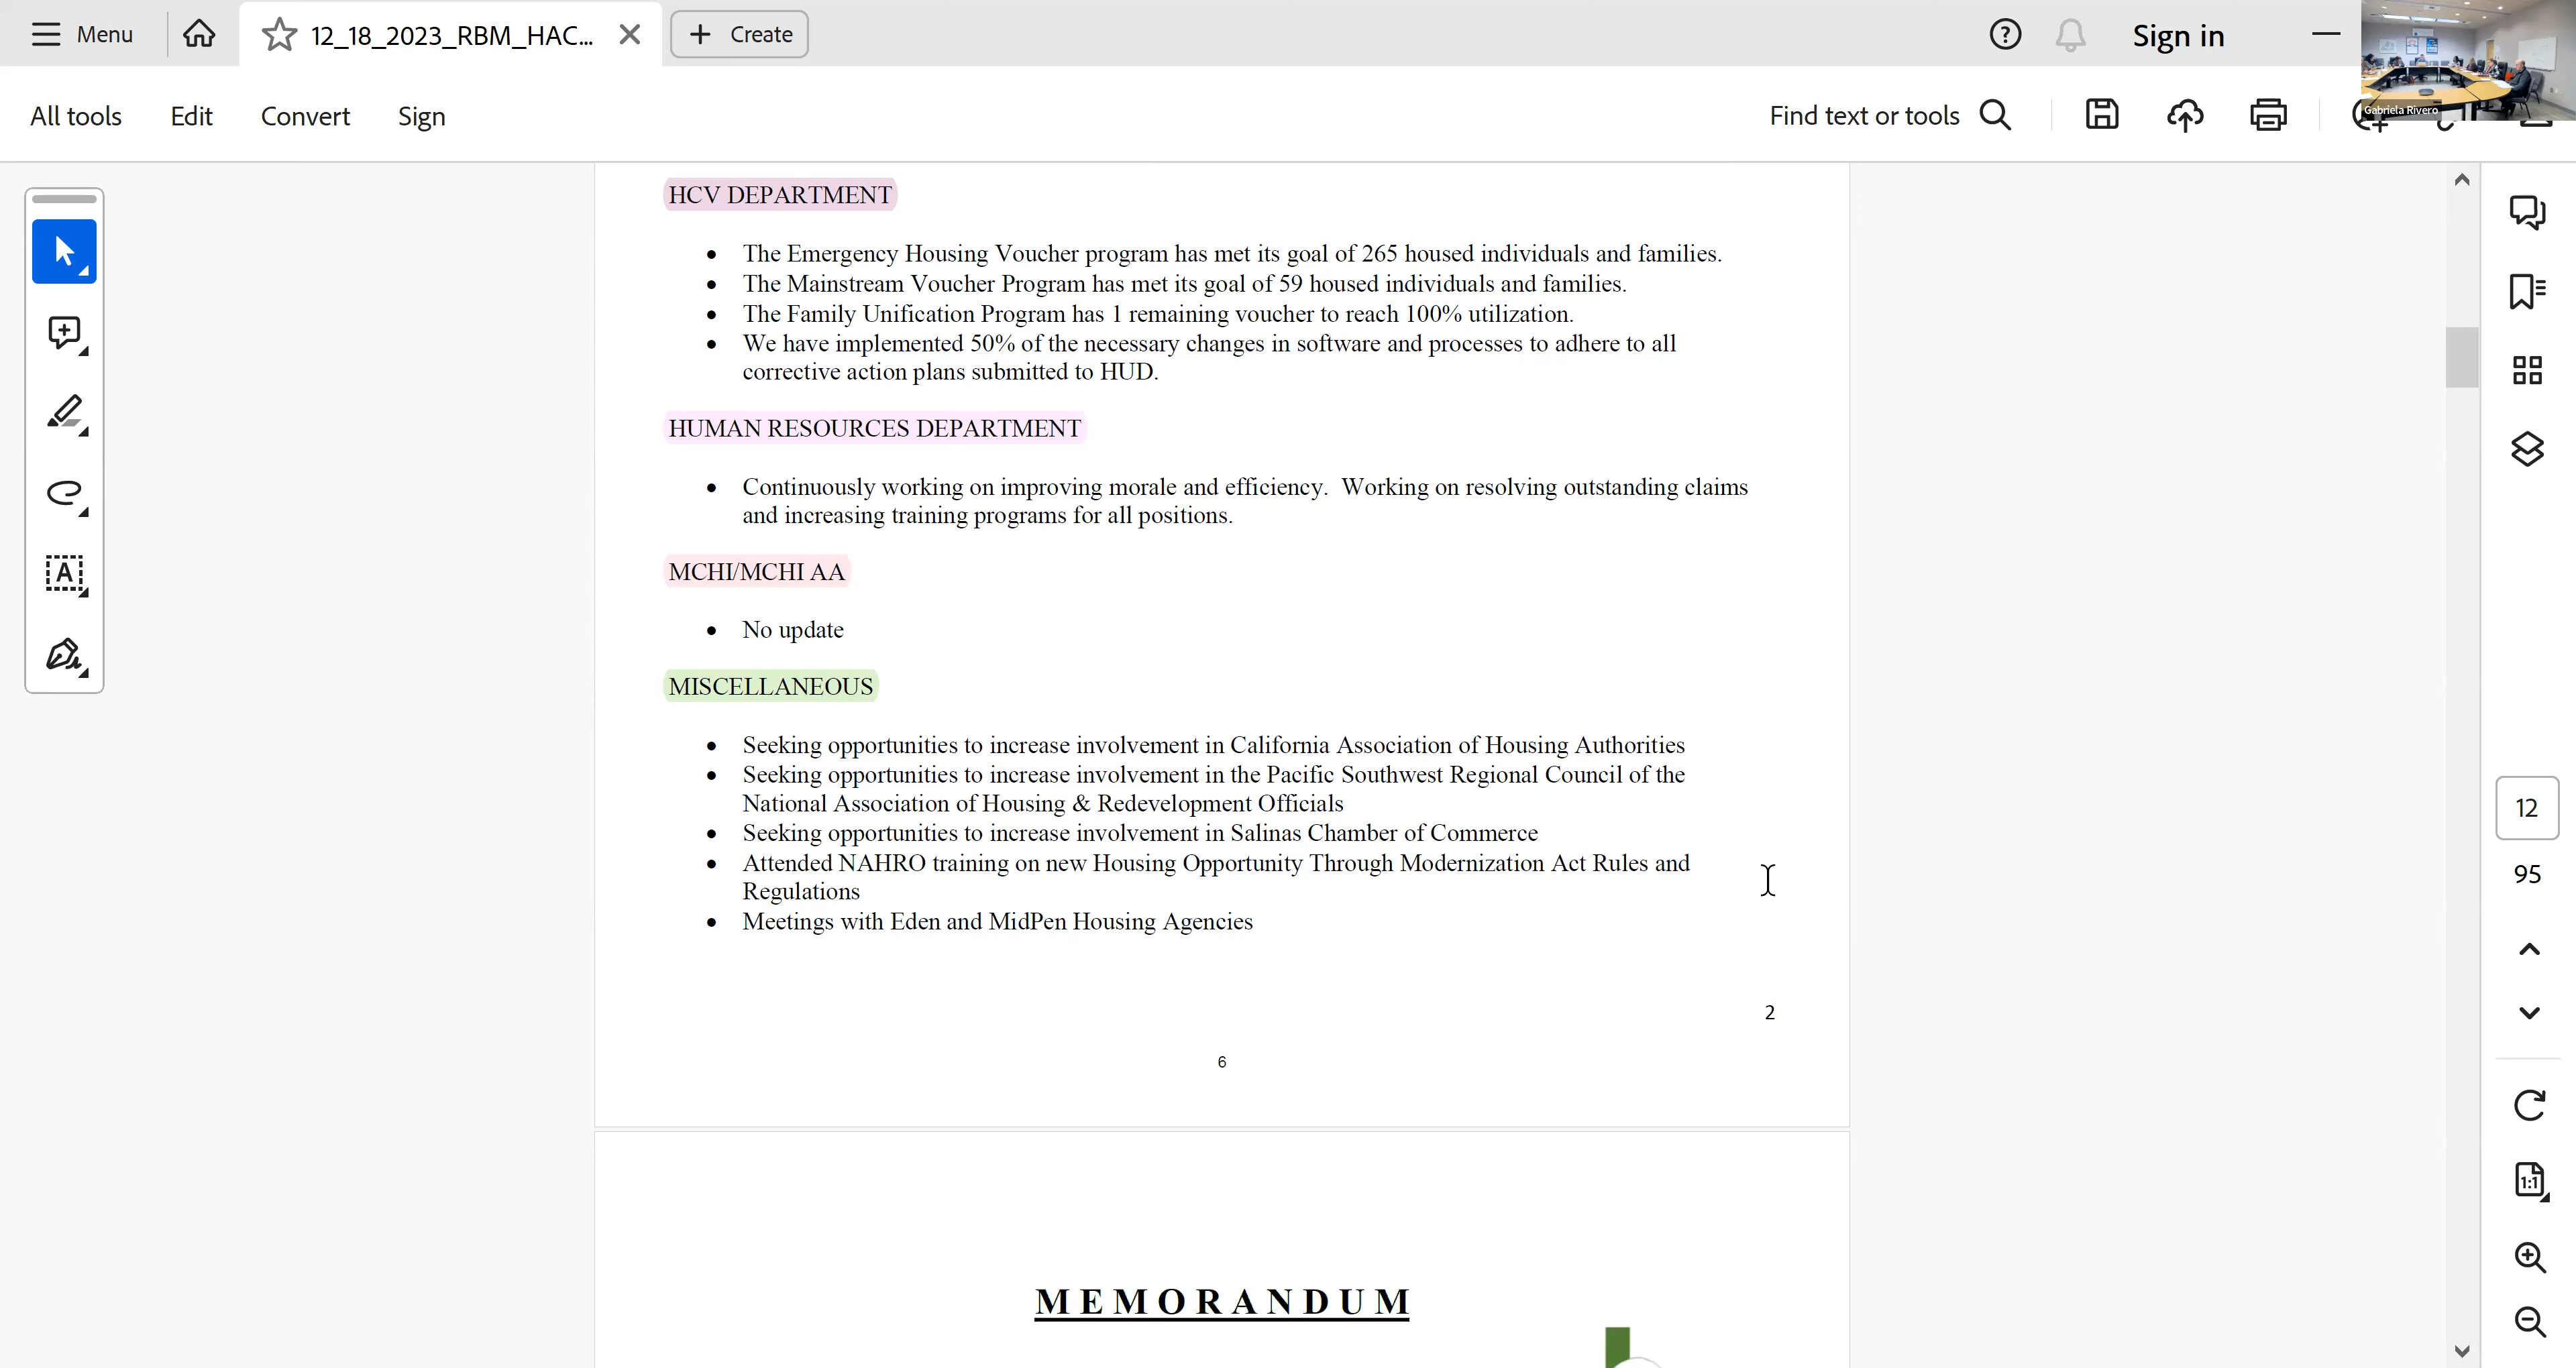 Menu
12_18_2023_RBM_HAC...
Create
Sign in
All tools
Edit
Convert
Sign
Find text or tools
Gabriela Rivero
HCV DEPARTMENT
• The Emergency Housing Voucher program has met its goal of 265 housed individuals and families.
• The Mainstream Voucher Program has met its goal of 59 housed individuals and families.
• The Family Unification Program has 1 remaining voucher to reach 100% utilization.
• We have implemented 50% of the necessary changes in software and processes to adhere to all
corrective action plans submitted to HUD.
HUMAN RESOURCES DEPARTMENT
• Continuously working on improving morale and efficiency.  Working on resolving outstanding claims
and increasing training programs for all positions.
MCHI/MCHI AA
• No update
MISCELLANEOUS
• Seeking opportunities to increase involvement in California Association of Housing Authorities
• Seeking opportunities to increase involvement in the Pacific Southwest Regional Council of the
National Association of Housing & Redevelopment Officials
• Seeking opportunities to increase involvement in Salinas Chamber of Commerce
• Attended NAHRO training on new Housing Opportunity Through Modernization Act Rules and
Regulations
• Meetings with Eden and MidPen Housing Agencies
2
6
MEMORANDUM
12
95
1:1